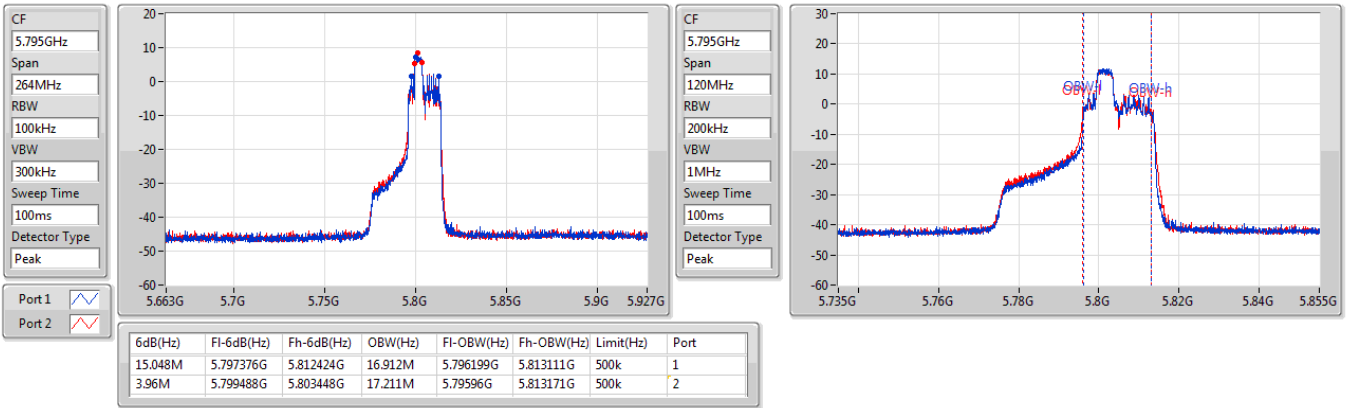 CF
5.795GHz
Span
264MHz
RBW
100kHz
VBW
300kHz
Sweep Time
100ms
Detector Type
Peak
Port 1
Port 2
20
10
0
-10
-20
-30
-40
-50
-60
5.663G 5.7G 5.75G 5.8G 5.85G 5.9G 5.927G
CF
5.795GHz
Span
120MHz
RBW
200kHz
VBW
1MHz
Sweep Time
100ms
Detector Type
Peak
30
20
10
0
-10
-20
-30
-40
-50
-60
OBW-h
OBW-h
5.735G 5.76G 5.78G 5.8G 5.82G 5.84G 5.855G
6dB(Hz) Fl-6dB(Hz) Fh-6dB(Hz) OBW(Hz) Fl-OBW(Hz) Fh-OBW(Hz) Limit(Hz) Port
15.048M 5.797376G 5.812424G 16.912M 5.796199G 5.813111G 500k 1
3.96M 5.799488G 5.803448G 17.211M 5.79596G 5.813171G 500k 2